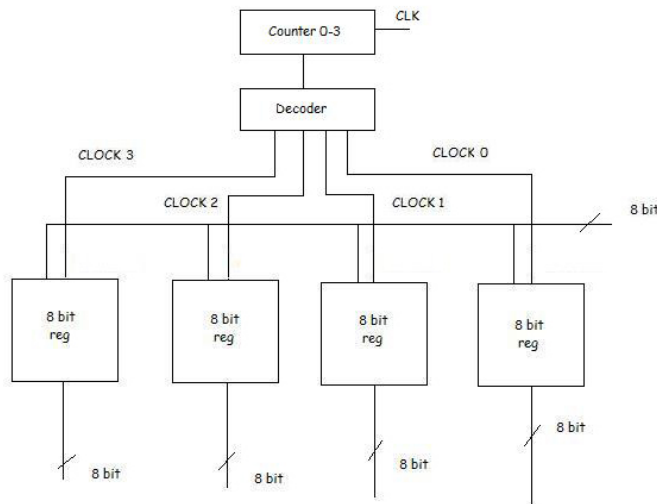 CLK
Counter 0-3
Decoder
CLOCK 3
CLOCK 0
CLOCK 2
CLOCK 1
8 bit
8 bit
reg
8 bit
reg
8 bit
reg
8 bit
reg
8 bit
8 bit
8 bit
8 bit